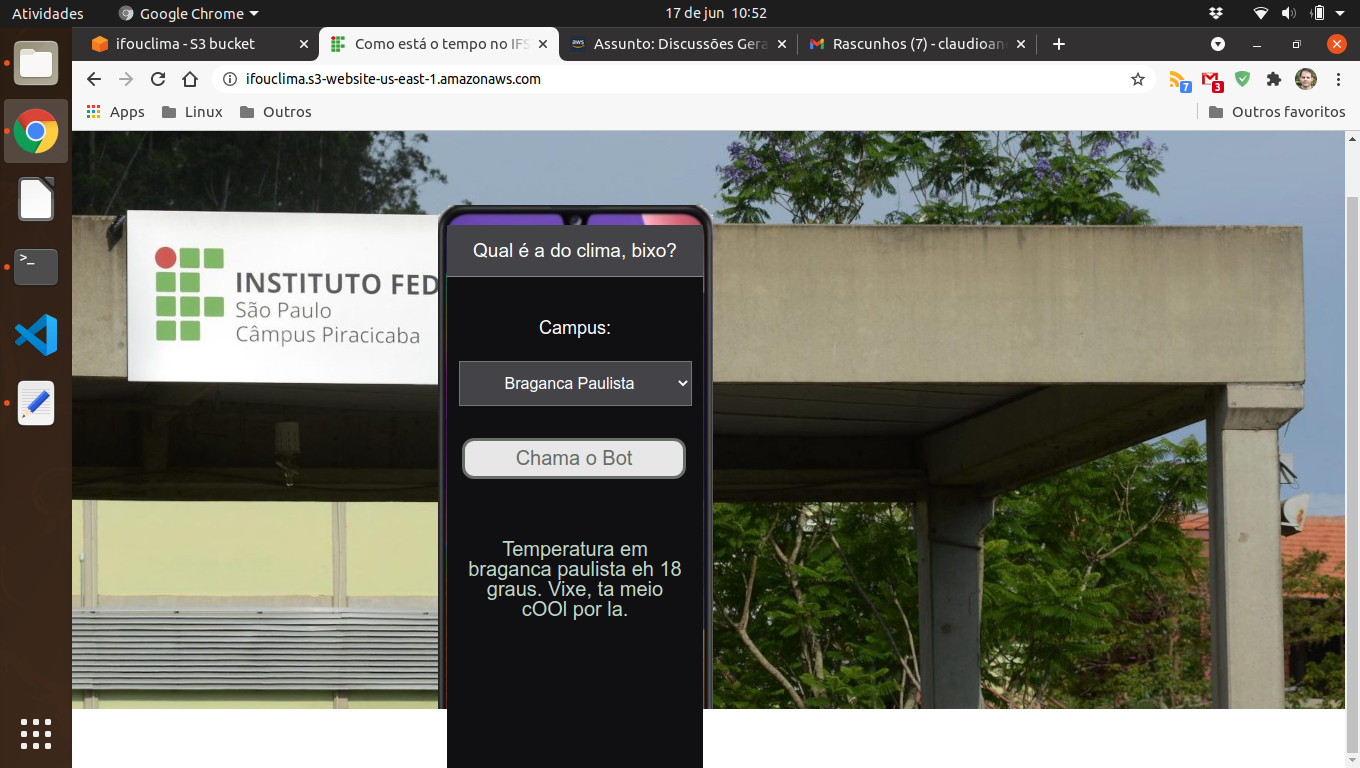 Atividades
Google Chrome
17 de jun 10:52
ifouclima - S3 bucket
Como está o tempo no IFS
Assunto: Discussões Gera
Rascunhos (7) - claudioan
ifouclima.s3-website-us-east-1.amazonaws.com
7
3
Apps
Linux
Outros
Outros favoritos
INSTITUTO FED
São Paulo
Câmpus Piracicaba
Qual é a do clima, bixo?
Campus:
Braganca Paulista
Chama o Bot
Temperatura em
braganca paulista eh 18
graus. Vixe, ta meio
cOOl por la.